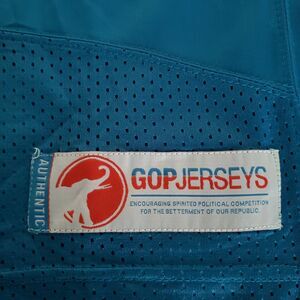 AUTHENTIC
GOPJERSEYS
ENCOURAGING SPIRITED POLITICAL COMPETITION
FOR THE BETTERMENT OF OUR REPUBLIC.